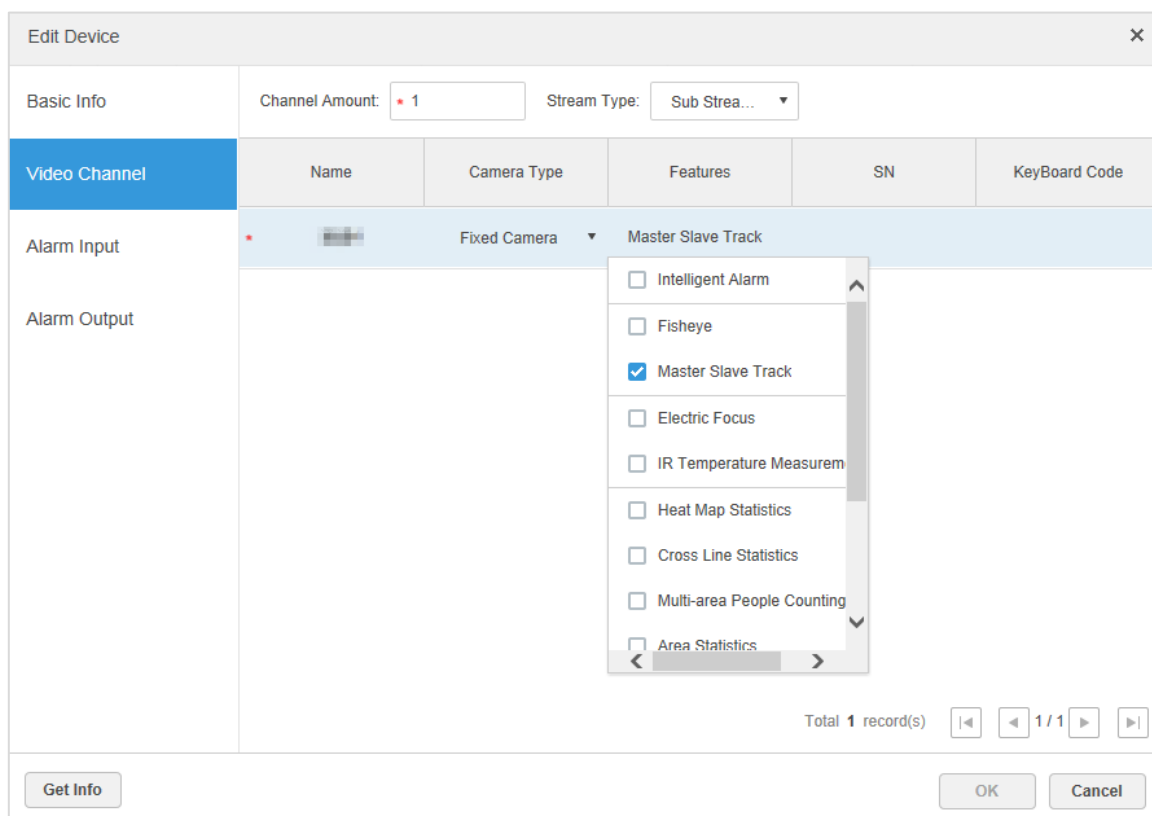 Edit Device
Basic Info
Video Channel
Alarm Input
Alarm Output
Channel Amount: * 1 Stream Type: Sub Strea...
Name Camera Type Features SN KeyBoard Code
* Fixed Camera Master Slave Track
Intelligent Alarm
Fisheye
Master Slave Track
Electric Focus
IR Temperature Measurem
Heat Map Statistics
Cross Line Statistics
Multi-area People Counting
Area Statistics
Total 1 record(s) 1 / 1
Get Info OK Cancel